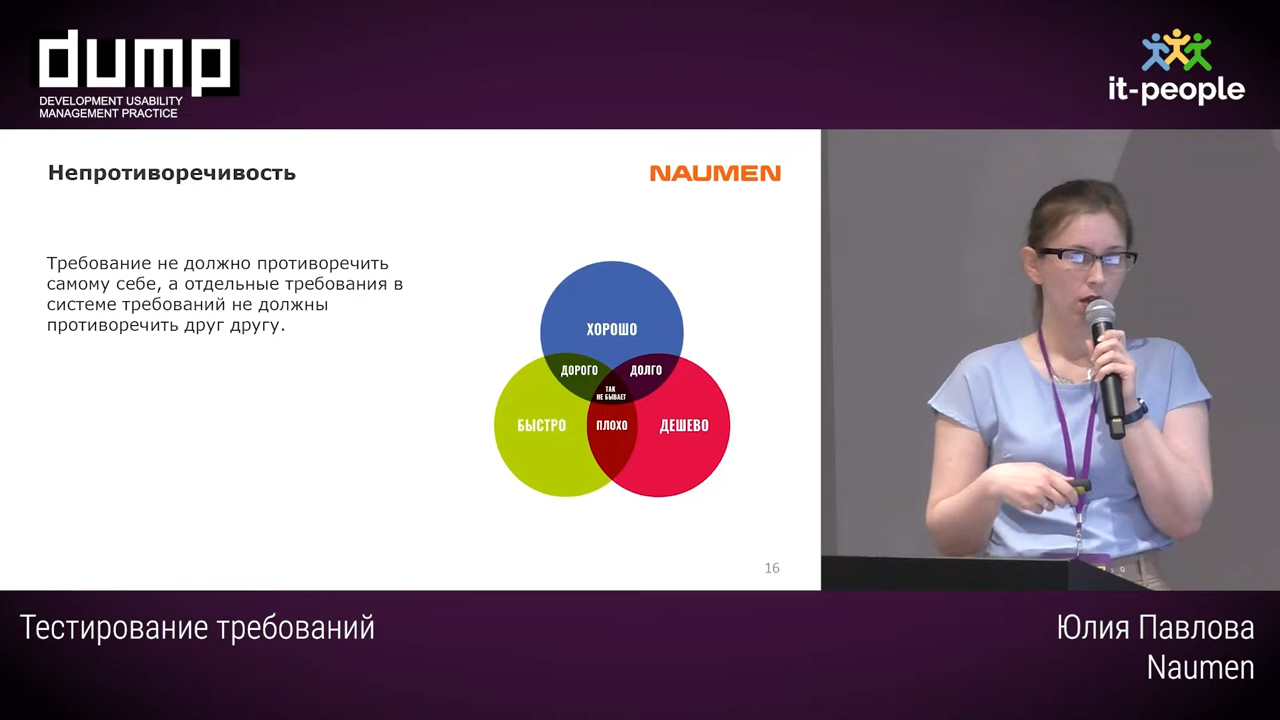 dump
DEVELOPMENT USABILITY
MANAGEMENT PRACTICE
it-people
Непротиворечивость
NAUMEN
Требование не должно противоречить
самому себе, а отдельные требования в
системе требований не должны
противоречить друг другу.
ХОРОШО
ДОРОГО
ДОЛГО
ТАК
НЕ БЫВАЕТ
БЫСТРО
ПЛОХО
ДЕШЕВО
16
Тестирование требований
Юлия Павлова
Naumen